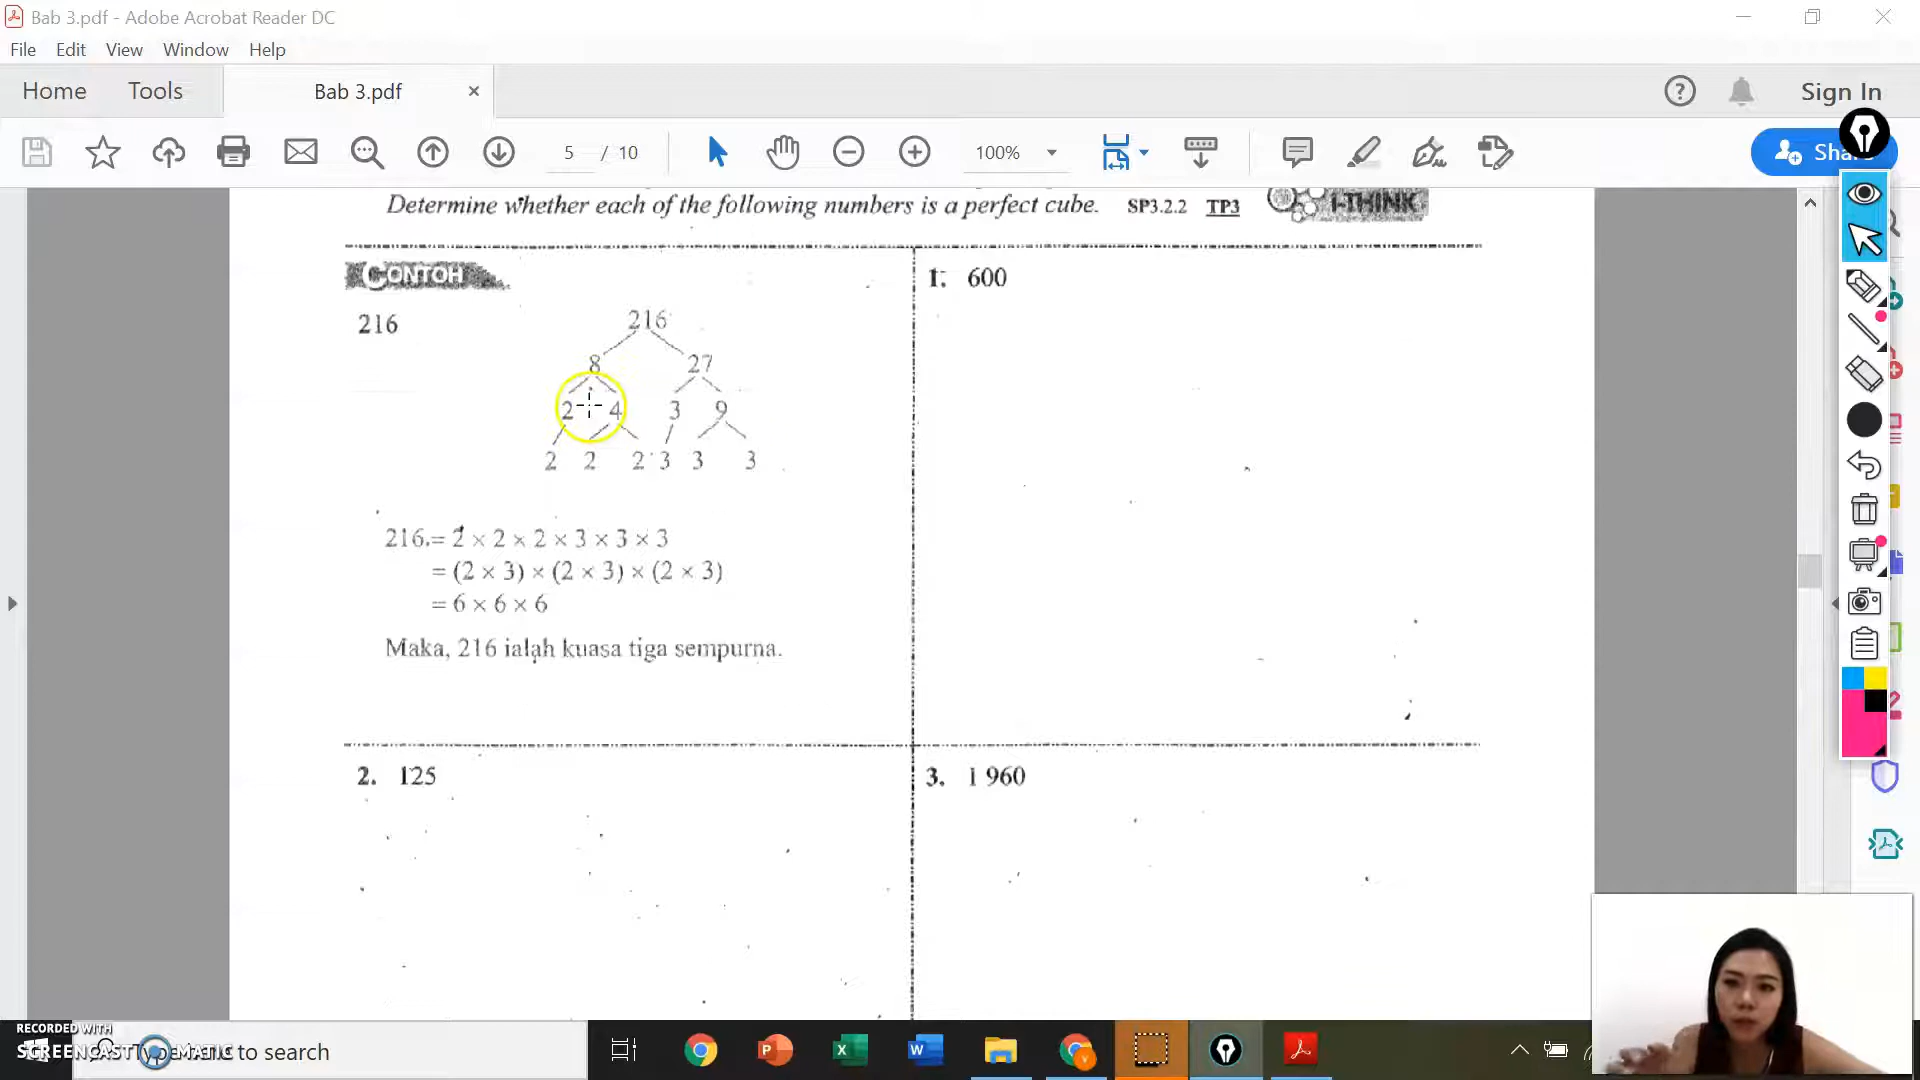 Bab 3.pdf - Adobe Acrobat Reader DC
File Edit View Window Help
Home Tools Bab 3.pdf × Sign In
5 / 10 100% Share
Determine whether each of the following numbers is a perfect cube. SP3.2.2 TP3 i-THINK
CONTOH
216
216
8 27
2 4 3 9
2 2 2 3 3 3
216 = 2 × 2 × 2 × 3 × 3 × 3
= (2 × 3) × (2 × 3) × (2 × 3)
= 6 × 6 × 6
Maka, 216 ialah kuasa tiga sempurna.
1. 600
2. 125
3. 1 960
RECORDED WITH
SCREENCAST MATIC
to search